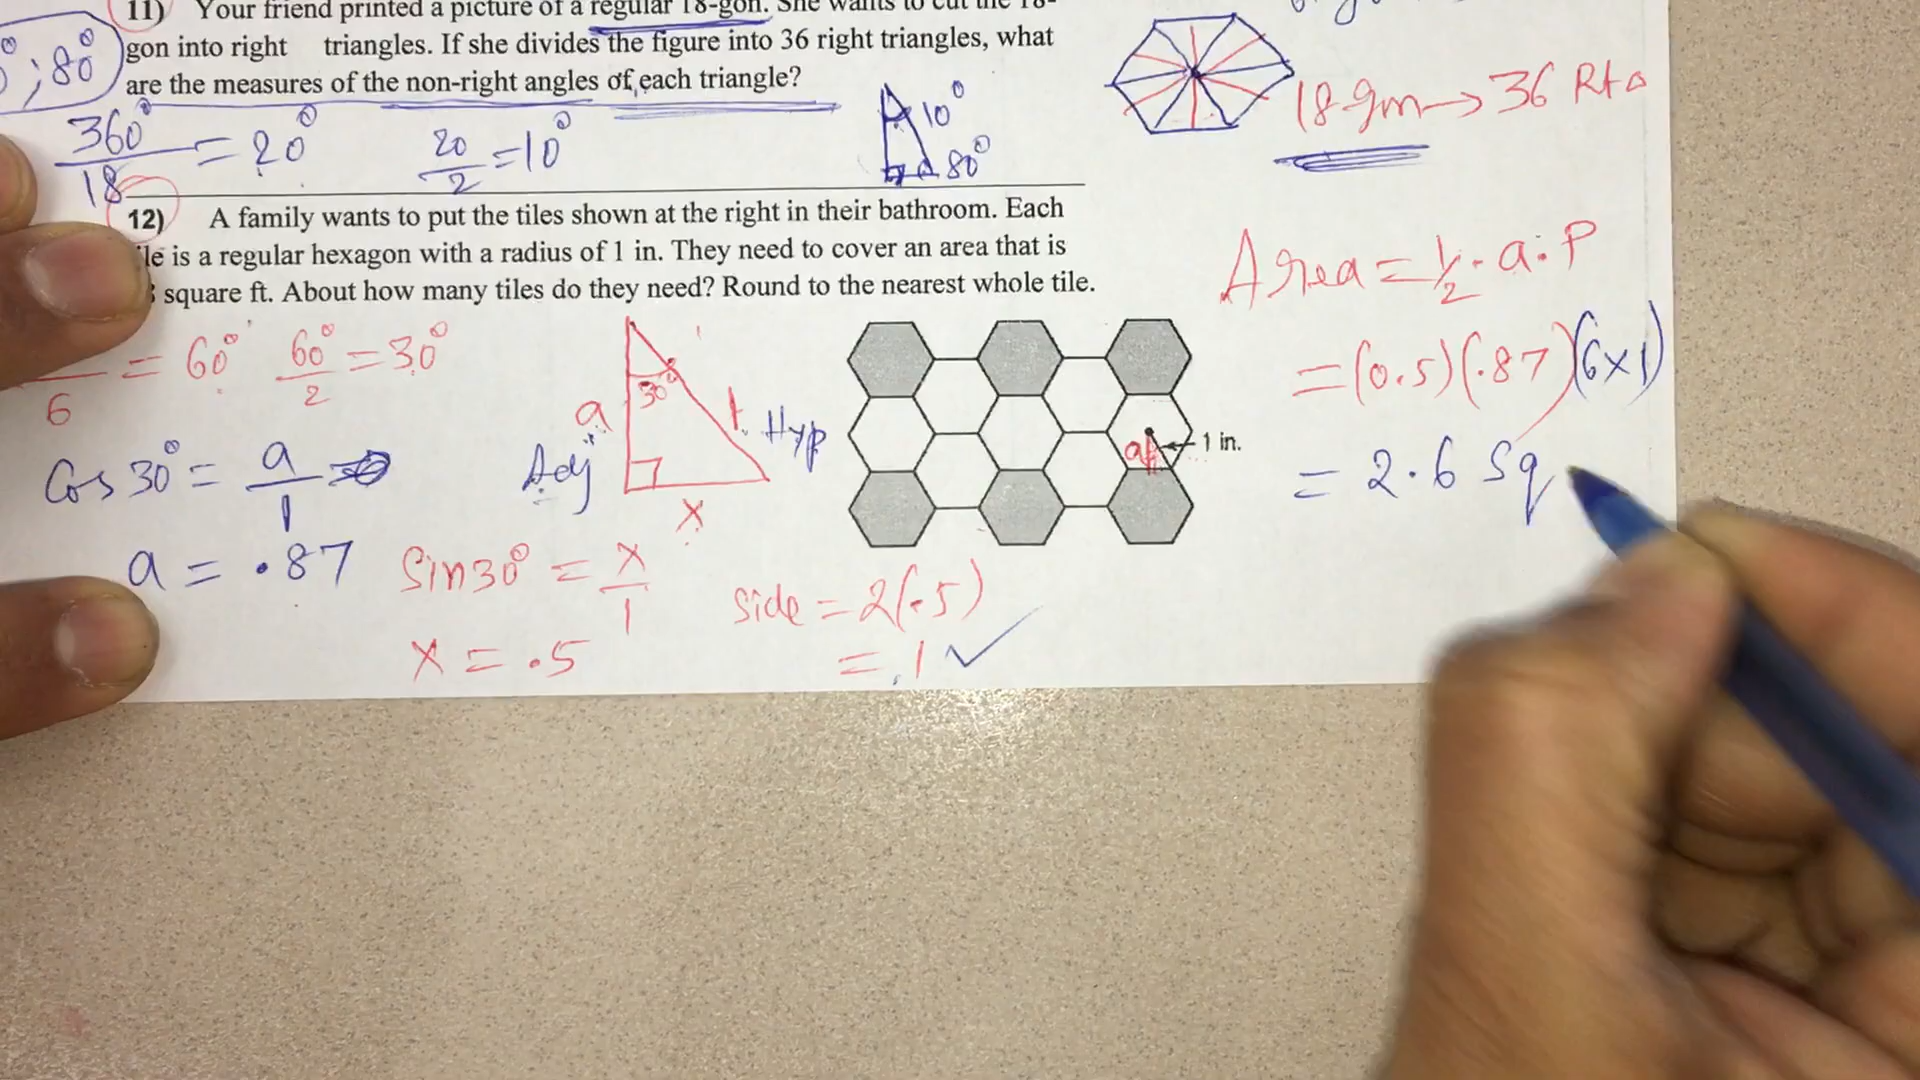 11) Your friend printed a picture of a regular 18-gon. She wants to cut the 18-
gon into right triangles. If she divides the figure into 36 right triangles, what
are the measures of the non-right angles of each triangle?
; 80°
360° / 18 = 20°
20 / 2 = 10°
10°
80°
18-gon → 36 Rt △
12) A family wants to put the tiles shown at the right in their bathroom. Each
is a regular hexagon with a radius of 1 in. They need to cover an area that is
square ft. About how many tiles do they need? Round to the nearest whole tile.
6 = 60°
60° / 2 = 30°
Cos 30° = a / 1
a = .87
a
30°
1
Adj
Hyp
x
Sin 30° = x / 1
x = .5
side = 2(.5)
= 1 ✓
a
1 in.
Area = 1/2 · a · P
= (0.5)(.87)(6×1)
= 2.6 Sq